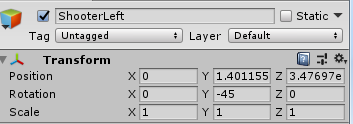 ShooterLeft Static
Tag Untagged Layer Default
Transform
Position X 0 Y 1.401155 Z 3.47697e
Rotation X 0 Y -45 Z 0
Scale X 1 Y 1 Z 1